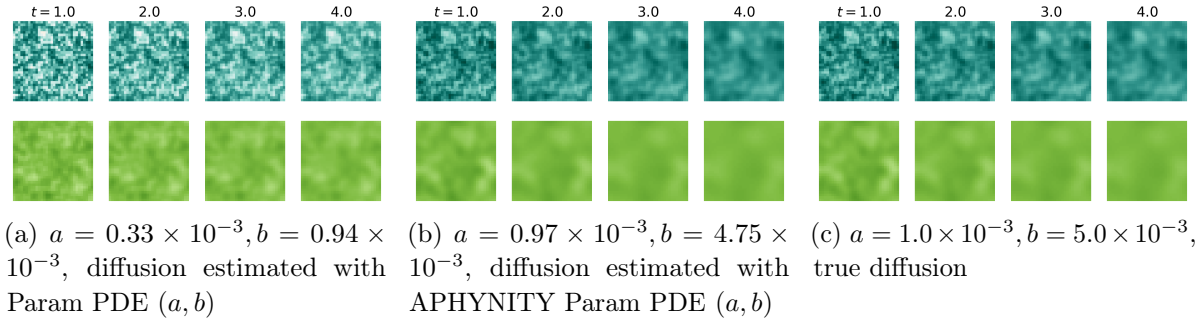 t = 1.0 2.0 3.0 4.0 t = 1.0 2.0 3.0 4.0 t = 1.0 2.0 3.0 4.0
(a) a = 0.33 × 10⁻³, b = 0.94 ×
10⁻³, diffusion estimated with
Param PDE (a, b)
(b) a = 0.97 × 10⁻³, b = 4.75 ×
10⁻³, diffusion estimated with
APHYNITY Param PDE (a, b)
(c) a = 1.0 × 10⁻³, b = 5.0 × 10⁻³,
true diffusion